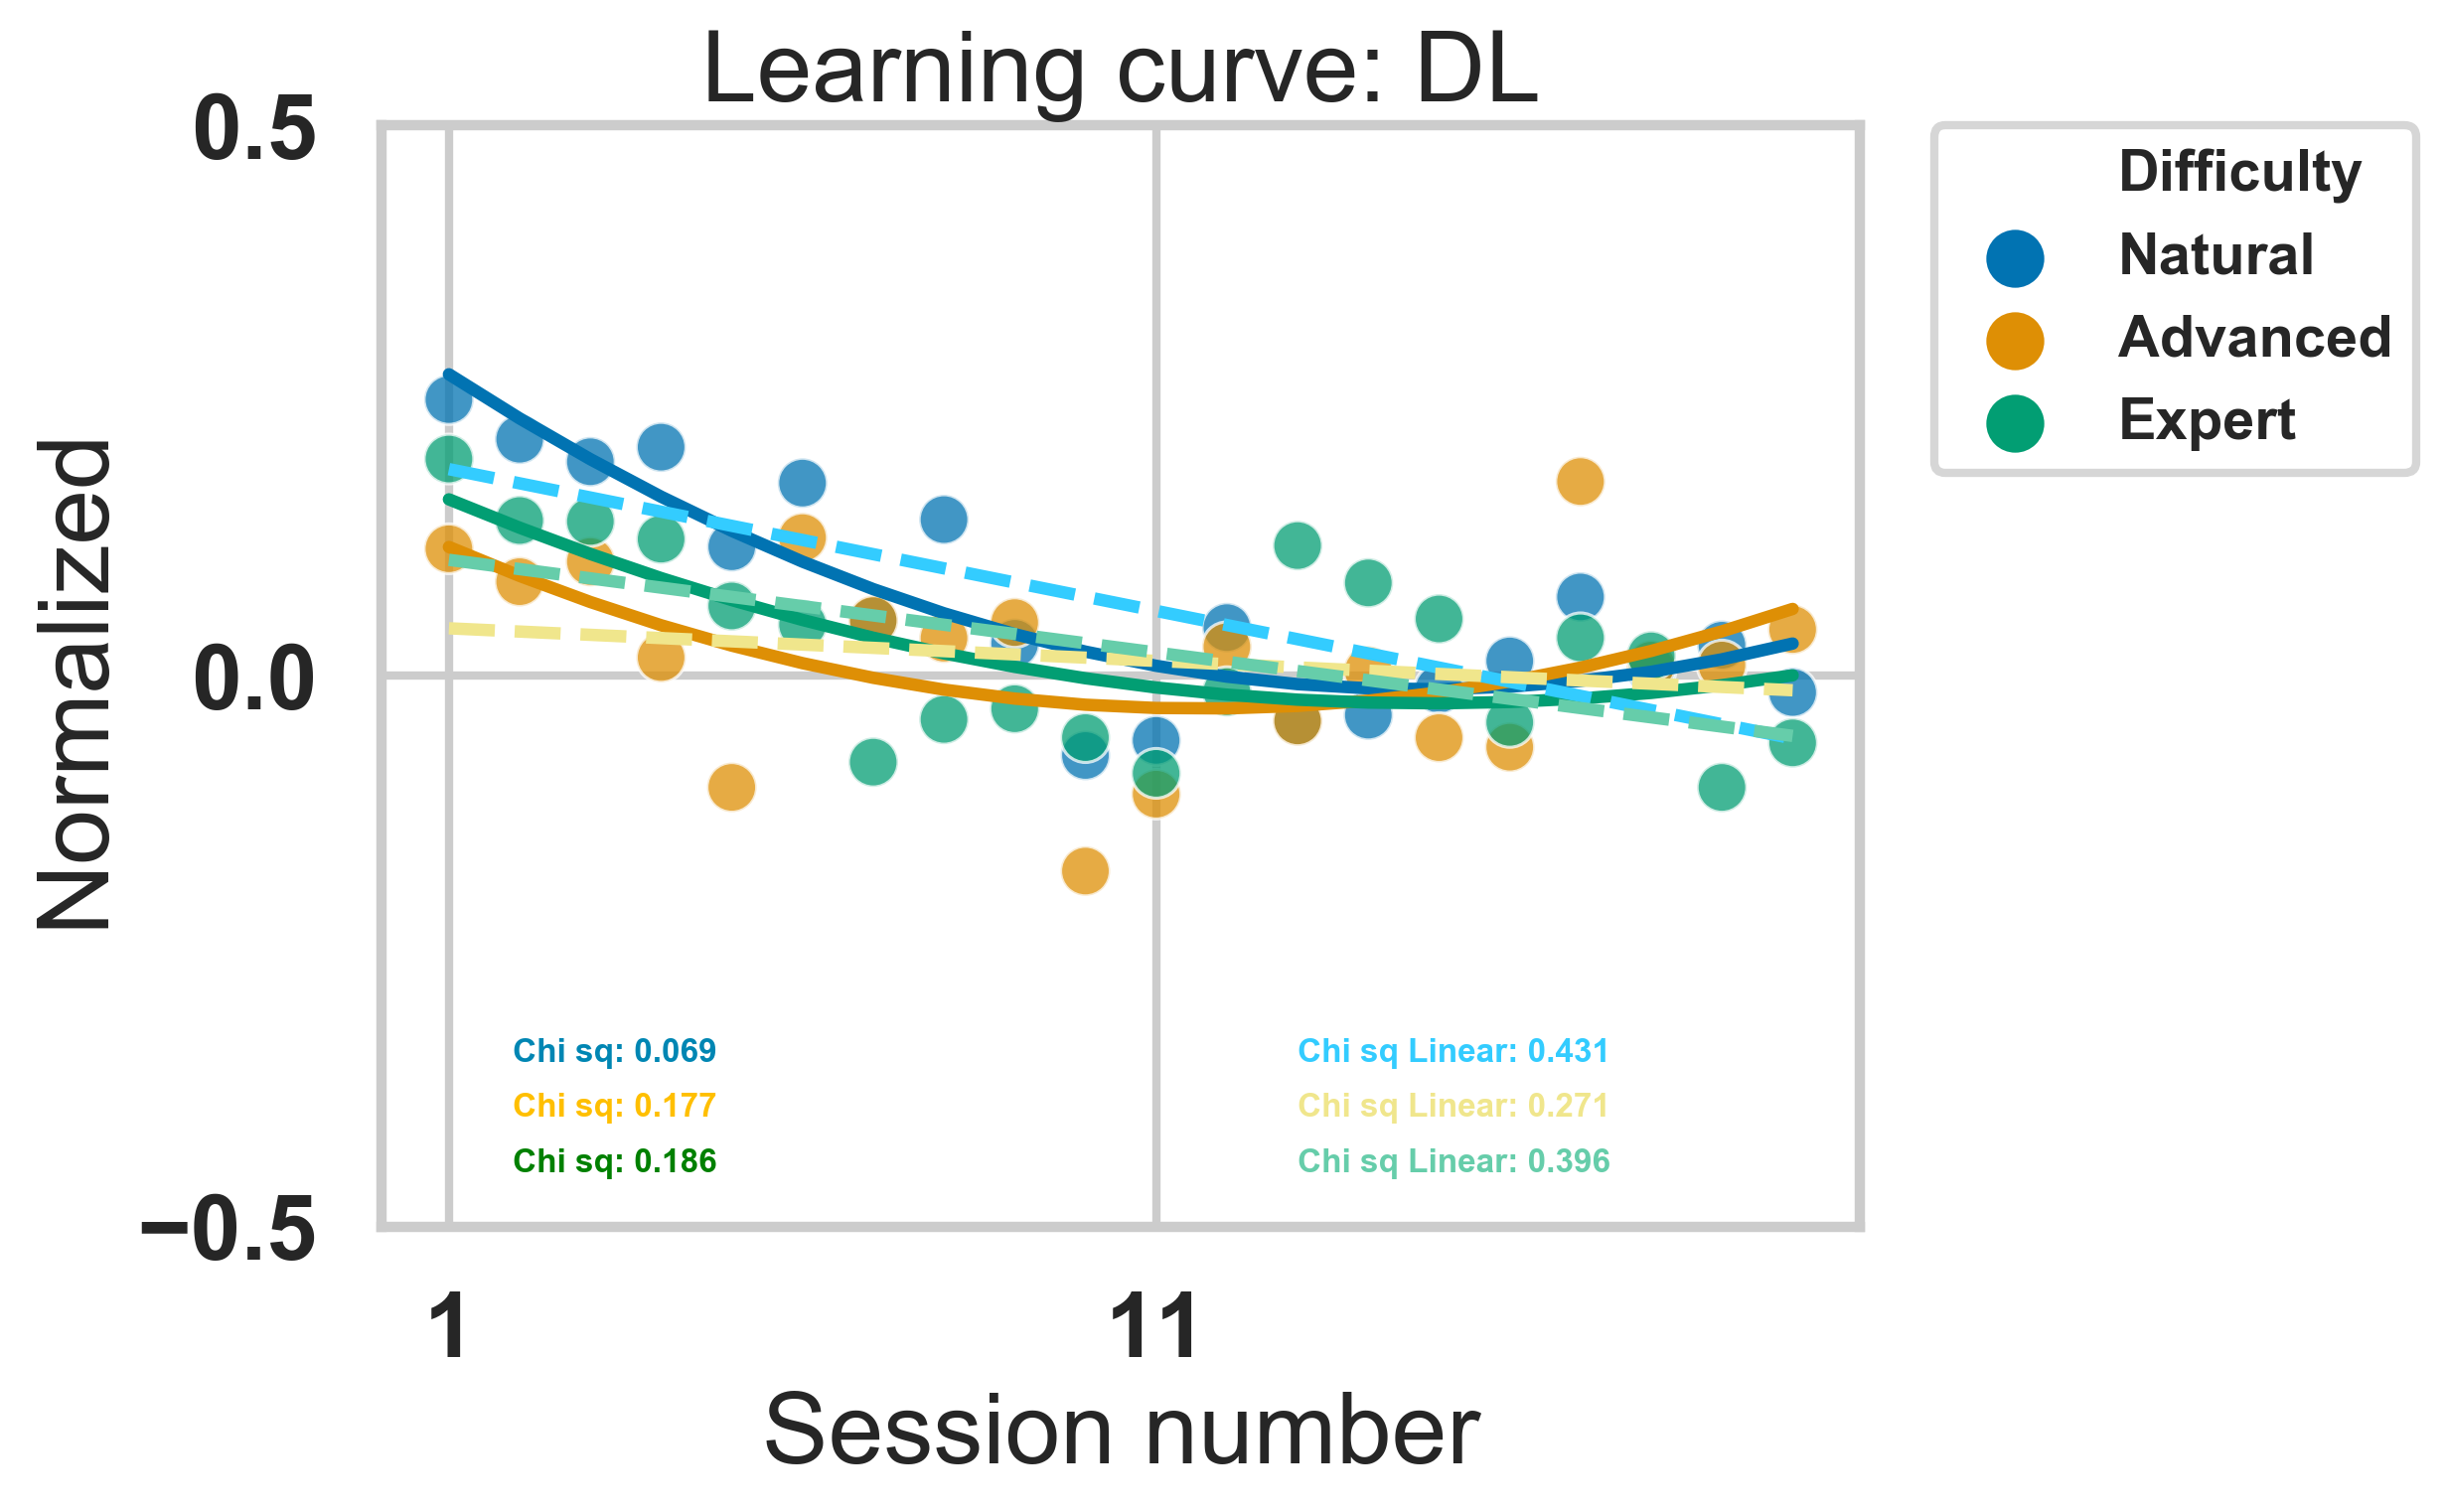 Learning curve: DL
0.5
0.0
−0.5
Normalized
1
11
Session number
Difficulty
Natural
Advanced
Expert
Chi sq: 0.069
Chi sq: 0.177
Chi sq: 0.186
Chi sq Linear: 0.431
Chi sq Linear: 0.271
Chi sq Linear: 0.396